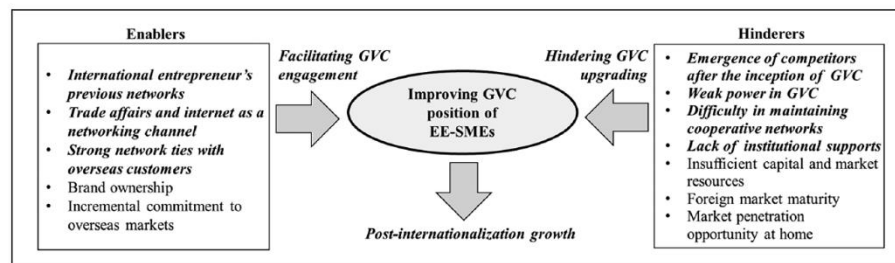 Enablers
• International entrepreneur's
previous networks
• Trade affairs and internet as a
networking channel
• Strong network ties with
overseas customers
• Brand ownership
• Incremental commitment to
overseas markets
Facilitating GVC
engagement
Improving GVC
position of
EE-SMEs
Post-internationalization growth
Hindering GVC
upgrading
Hinderers
• Emergence of competitors
after the inception of GVC
• Weak power in GVC
• Difficulty in maintaining
cooperative networks
• Lack of institutional supports
• Insufficient capital and market
resources
• Foreign market maturity
• Market penetration
opportunity at home